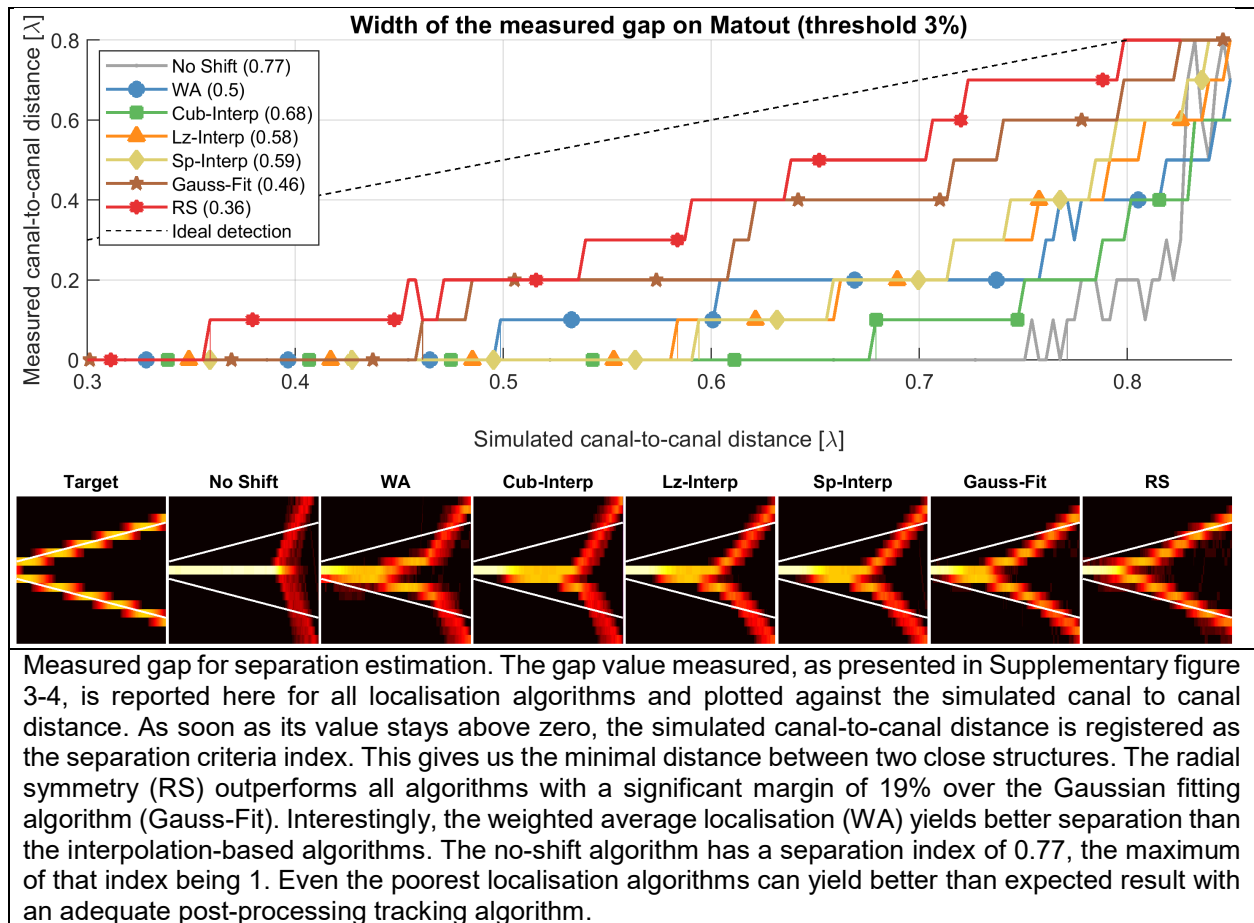 Width of the measured gap on Matout (threshold 3%)
Measured canal-to-canal distance [λ]
0.8
0.6
0.4
0.2
0
No Shift (0.77)
WA (0.5)
Cub-Interp (0.68)
Lz-Interp (0.58)
Sp-Interp (0.59)
Gauss-Fit (0.46)
RS (0.36)
Ideal detection
0.3 0.4 0.5 0.6 0.7 0.8
Simulated canal-to-canal distance [λ]
Target No Shift WA Cub-Interp Lz-Interp Sp-Interp Gauss-Fit RS
Measured gap for separation estimation. The gap value measured, as presented in Supplementary figure
3-4, is reported here for all localisation algorithms and plotted against the simulated canal to canal
distance. As soon as its value stays above zero, the simulated canal-to-canal distance is registered as
the separation criteria index. This gives us the minimal distance between two close structures. The radial
symmetry (RS) outperforms all algorithms with a significant margin of 19% over the Gaussian fitting
algorithm (Gauss-Fit). Interestingly, the weighted average localisation (WA) yields better separation than
the interpolation-based algorithms. The no-shift algorithm has a separation index of 0.77, the maximum
of that index being 1. Even the poorest localisation algorithms can yield better than expected result with
an adequate post-processing tracking algorithm.